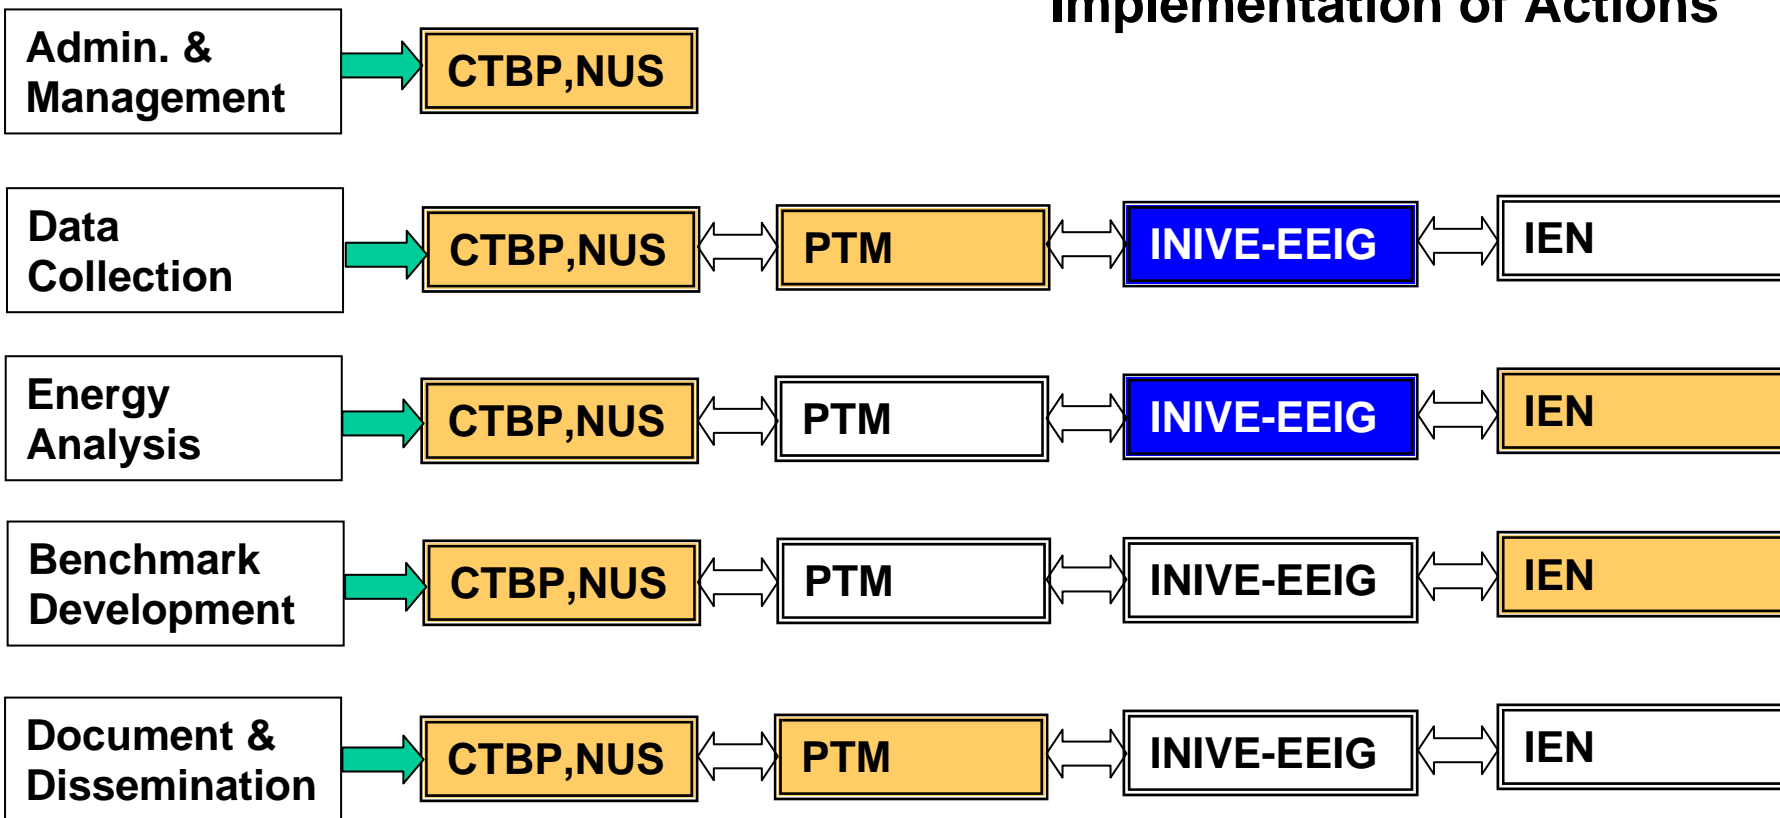 Implementation of Actions
Admin. &
Management
CTBP,NUS
Data
Collection
CTBP,NUS
PTM
INIVE-EEIG
IEN
Energy
Analysis
CTBP,NUS
PTM
INIVE-EEIG
IEN
Benchmark
Development
CTBP,NUS
PTM
INIVE-EEIG
IEN
Document &
Dissemination
CTBP,NUS
PTM
INIVE-EEIG
IEN